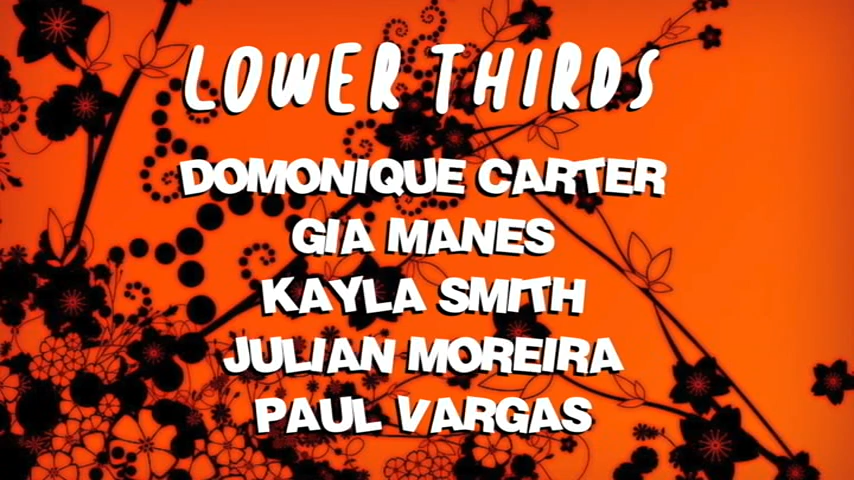 LOWER THIRDS
DOMONIQUE CARTER
GIA MANES
KAYLA SMITH
JULIAN MOREIRA
PAUL VARGAS